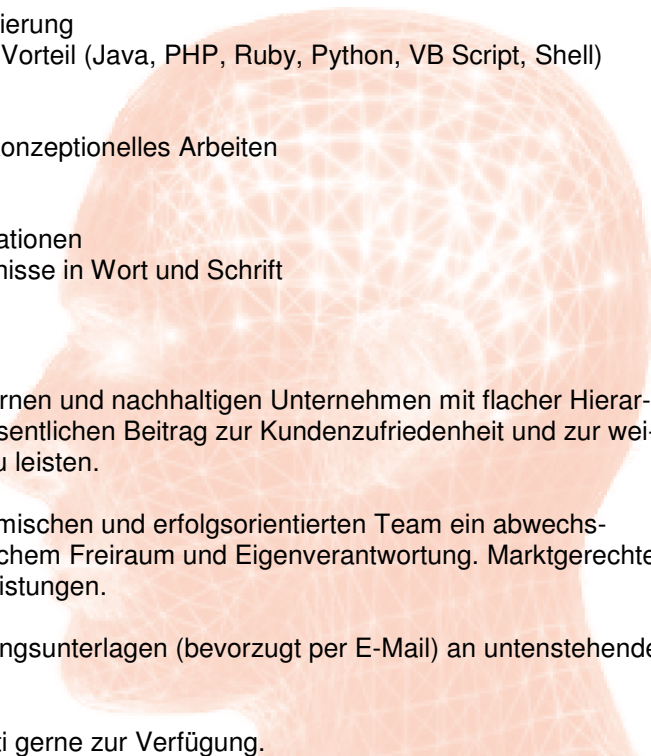 ierung
Vorteil (Java, PHP, Ruby, Python, VB Script, Shell)
onzeptionelles Arbeiten
ationen
nisse in Wort und Schrift
rnen und nachhaltigen Unternehmen mit flacher Hierar-
sentlichen Beitrag zur Kundenzufriedenheit und zur wei-
u leisten.
mischen und erfolgsorientierten Team ein abwechs-
chem Freiraum und Eigenverantwortung. Marktgerechte
istungen.
ngsunterlagen (bevorzugt per E-Mail) an untenstehende
ti gerne zur Verfügung.